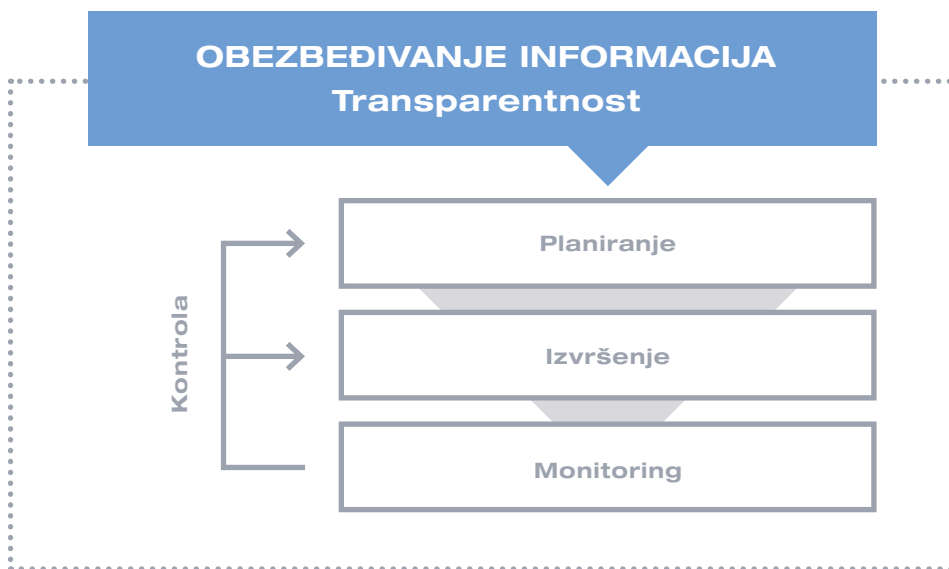 OBEZBEĐIVANJE INFORMACIJA
Transparentnost
Planiranje
Kontrola
Izvršenje
Monitoring